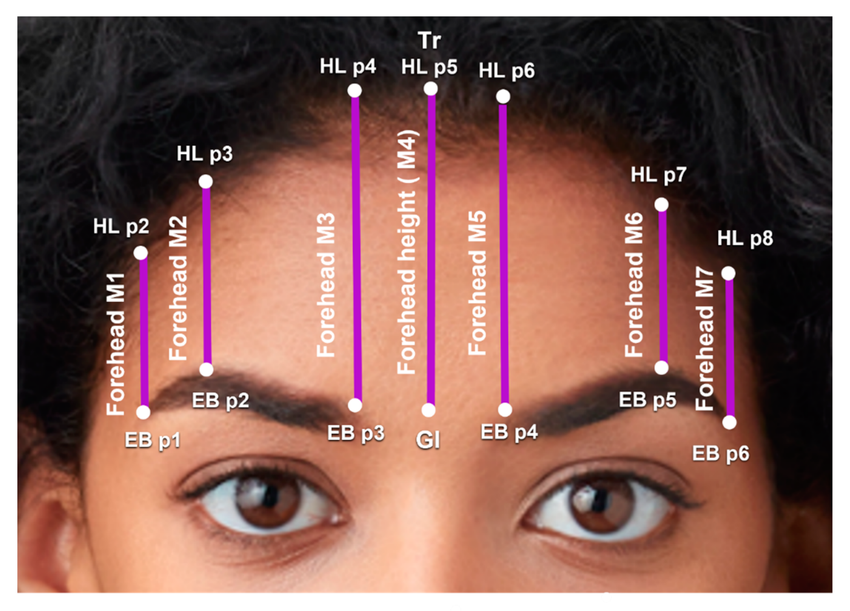 Tr
HL p4
HL p5
HL p6
HL p3
HL p7
HL p2
HL p8
Forehead M1
Forehead M2
Forehead M3
Forehead height ( M4)
Forehead M5
Forehead M6
Forehead M7
EB p1
EB p2
EB p3
Gl
EB p4
EB p5
EB p6